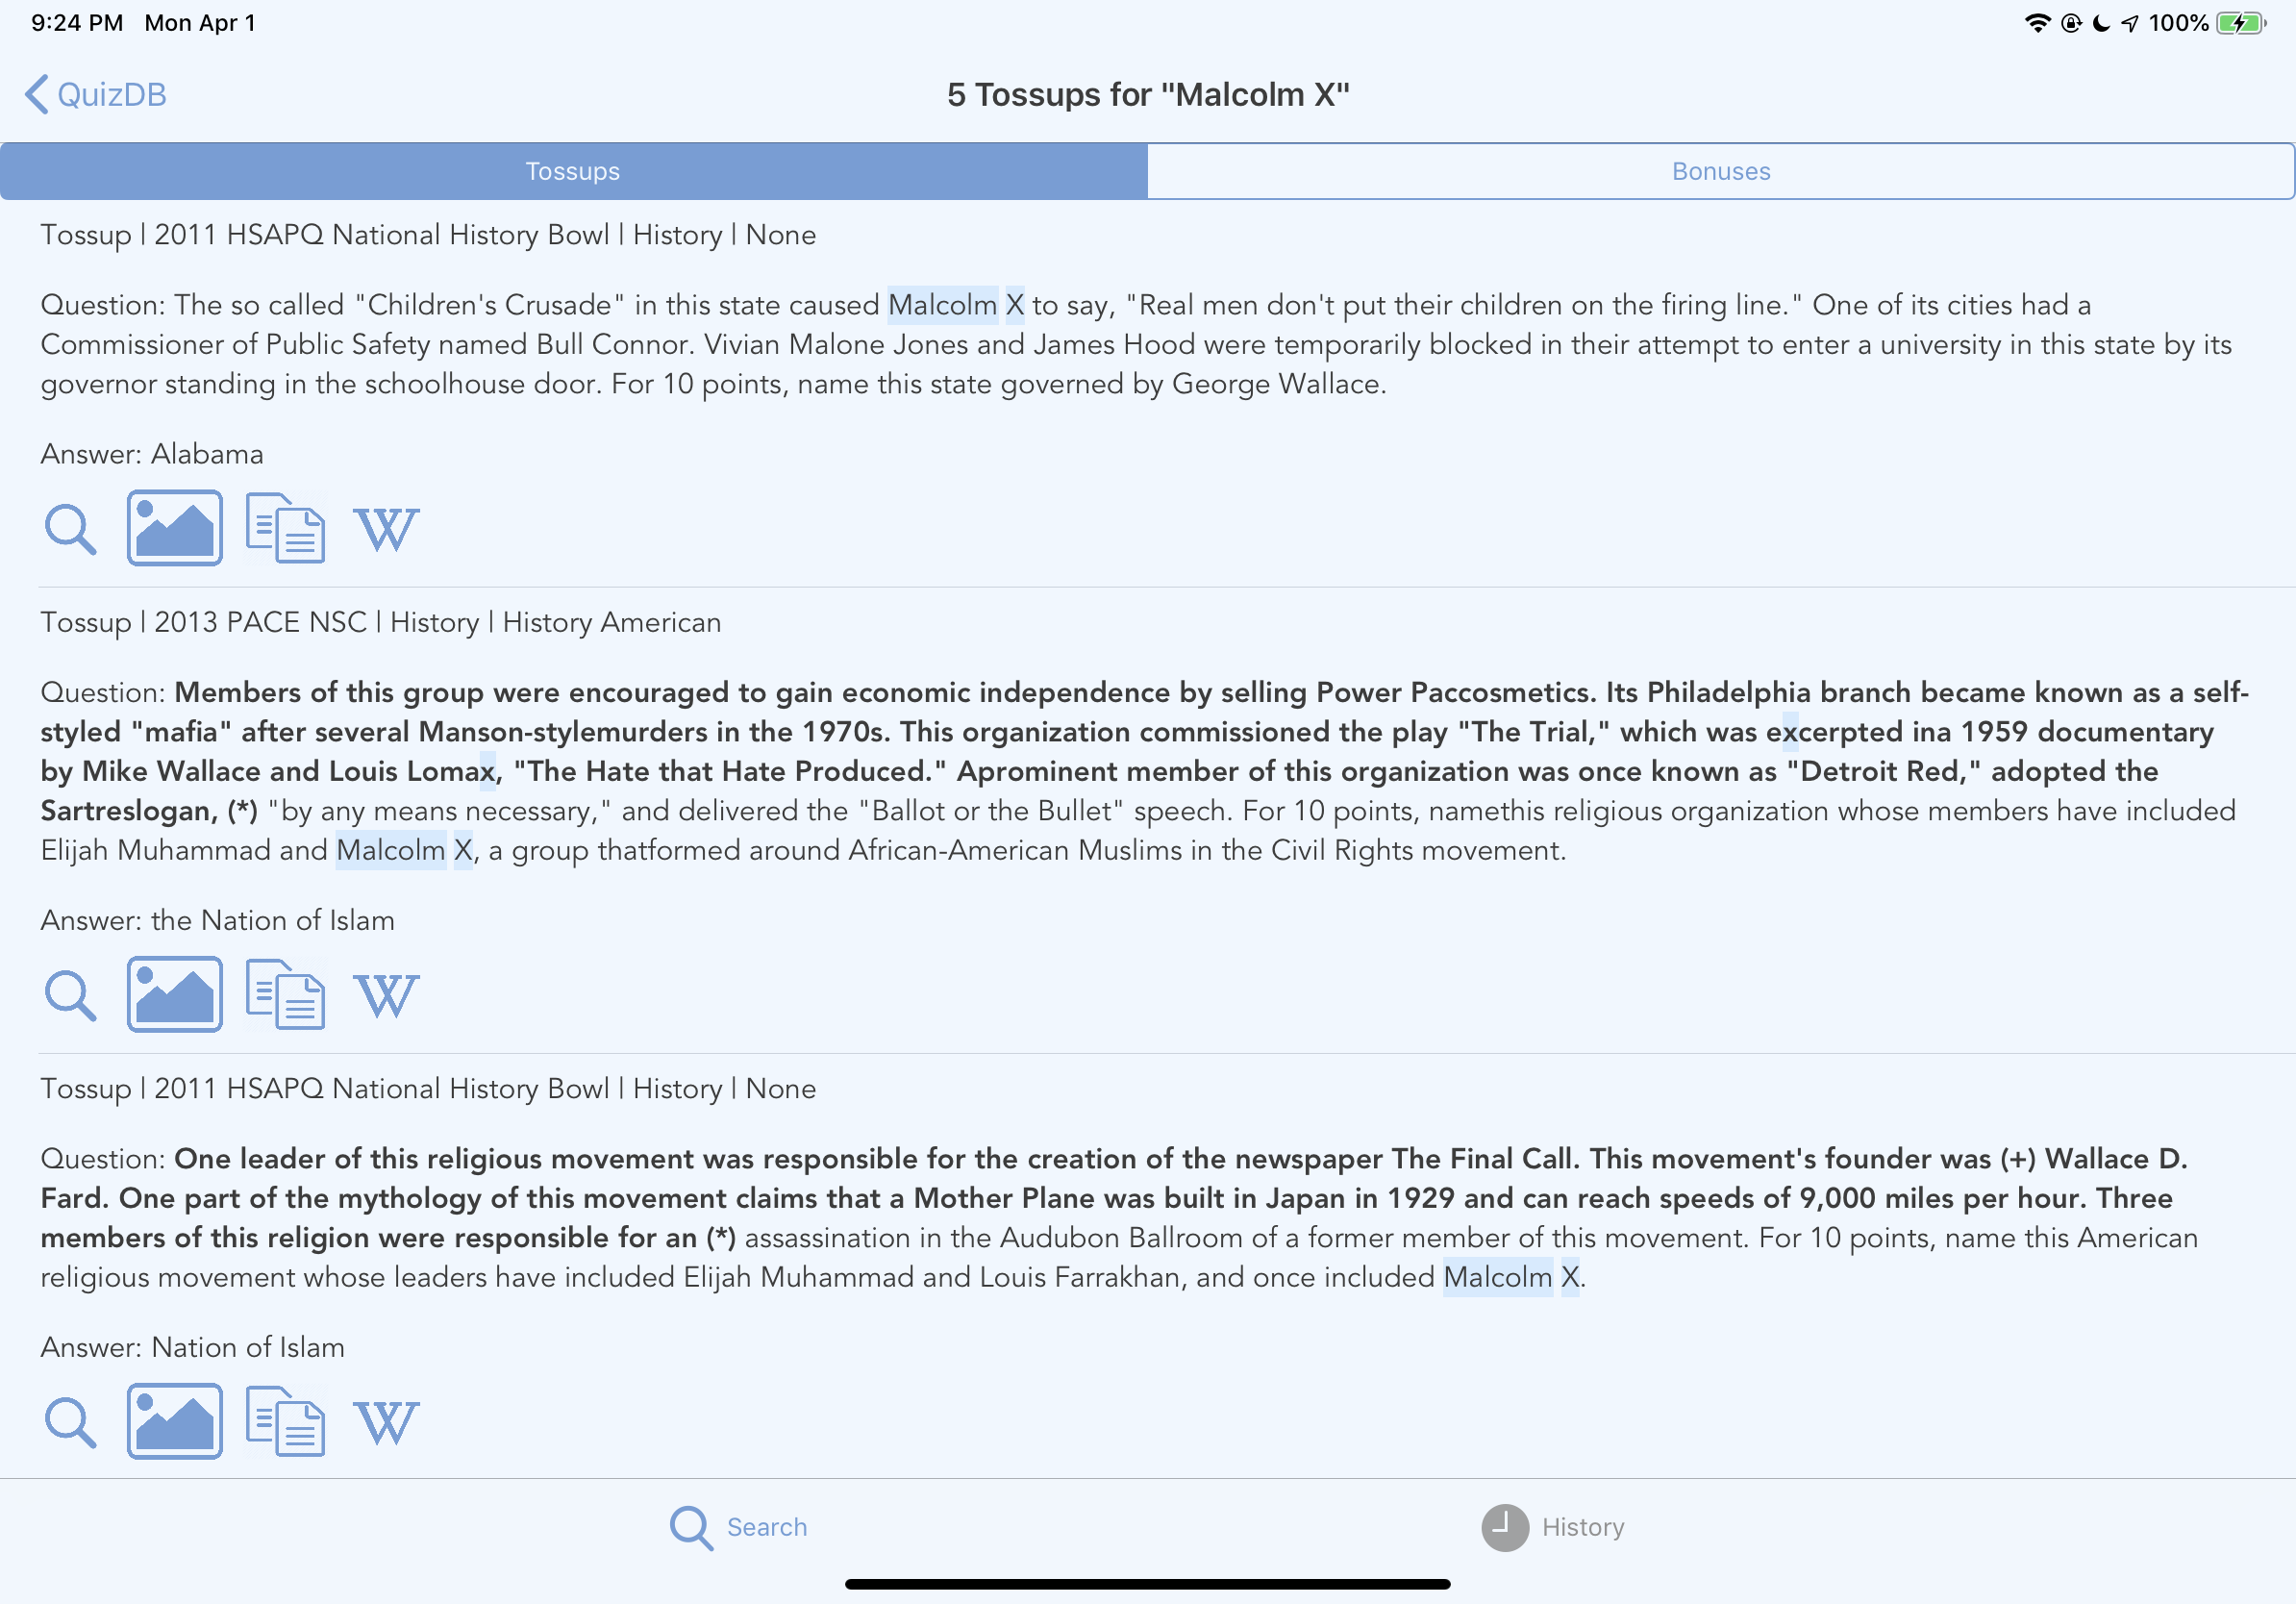 9:24 PM Mon Apr 1
100%
QuizDB
5 Tossups for "Malcolm X"
Tossups
Bonuses
Tossup | 2011 HSAPQ National History Bowl | History | None
Question: The so called "Children's Crusade" in this state caused Malcolm X to say, "Real men don't put their children on the firing line." One of its cities had a
Commissioner of Public Safety named Bull Connor. Vivian Malone Jones and James Hood were temporarily blocked in their attempt to enter a university in this state by its
governor standing in the schoolhouse door. For 10 points, name this state governed by George Wallace.
Answer: Alabama
W
Tossup | 2013 PACE NSC | History | History American
Question: Members of this group were encouraged to gain economic independence by selling Power Paccosmetics. Its Philadelphia branch became known as a self-
styled "mafia" after several Manson-stylemurders in the 1970s. This organization commissioned the play "The Trial," which was excerpted ina 1959 documentary
by Mike Wallace and Louis Lomax, "The Hate that Hate Produced." Aprominent member of this organization was once known as "Detroit Red," adopted the
Sartreslogan, (*) "by any means necessary," and delivered the "Ballot or the Bullet" speech. For 10 points, namethis religious organization whose members have included
Elijah Muhammad and Malcolm X, a group thatformed around African-American Muslims in the Civil Rights movement.
Answer: the Nation of Islam
W
Tossup | 2011 HSAPQ National History Bowl | History | None
Question: One leader of this religious movement was responsible for the creation of the newspaper The Final Call. This movement's founder was (+) Wallace D.
Fard. One part of the mythology of this movement claims that a Mother Plane was built in Japan in 1929 and can reach speeds of 9,000 miles per hour. Three
members of this religion were responsible for an (*) assassination in the Audubon Ballroom of a former member of this movement. For 10 points, name this American
religious movement whose leaders have included Elijah Muhammad and Louis Farrakhan, and once included Malcolm X.
Answer: Nation of Islam
W
Search
History